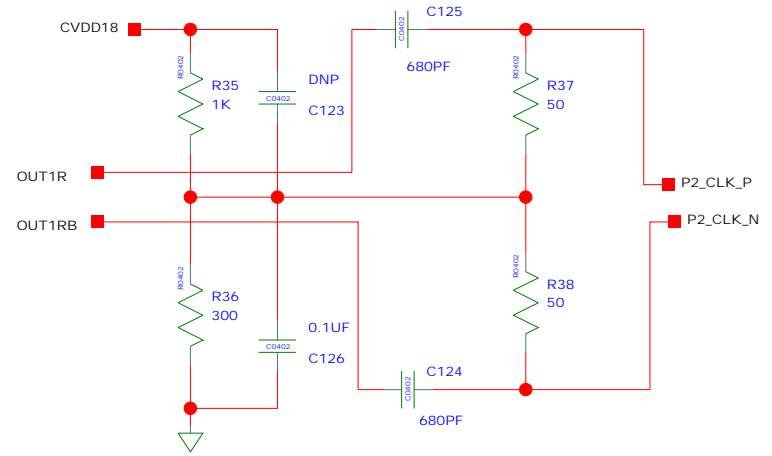 C125
CVDD18
C0402
680PF
R0402
R35
1K
DNP
C0402
C123
R0402
R37
50
OUT1R
P2_CLK_P
OUT1RB
P2_CLK_N
R0402
R36
300
R0402
R38
50
0.1UF
C0402
C126
C124
C0402
680PF